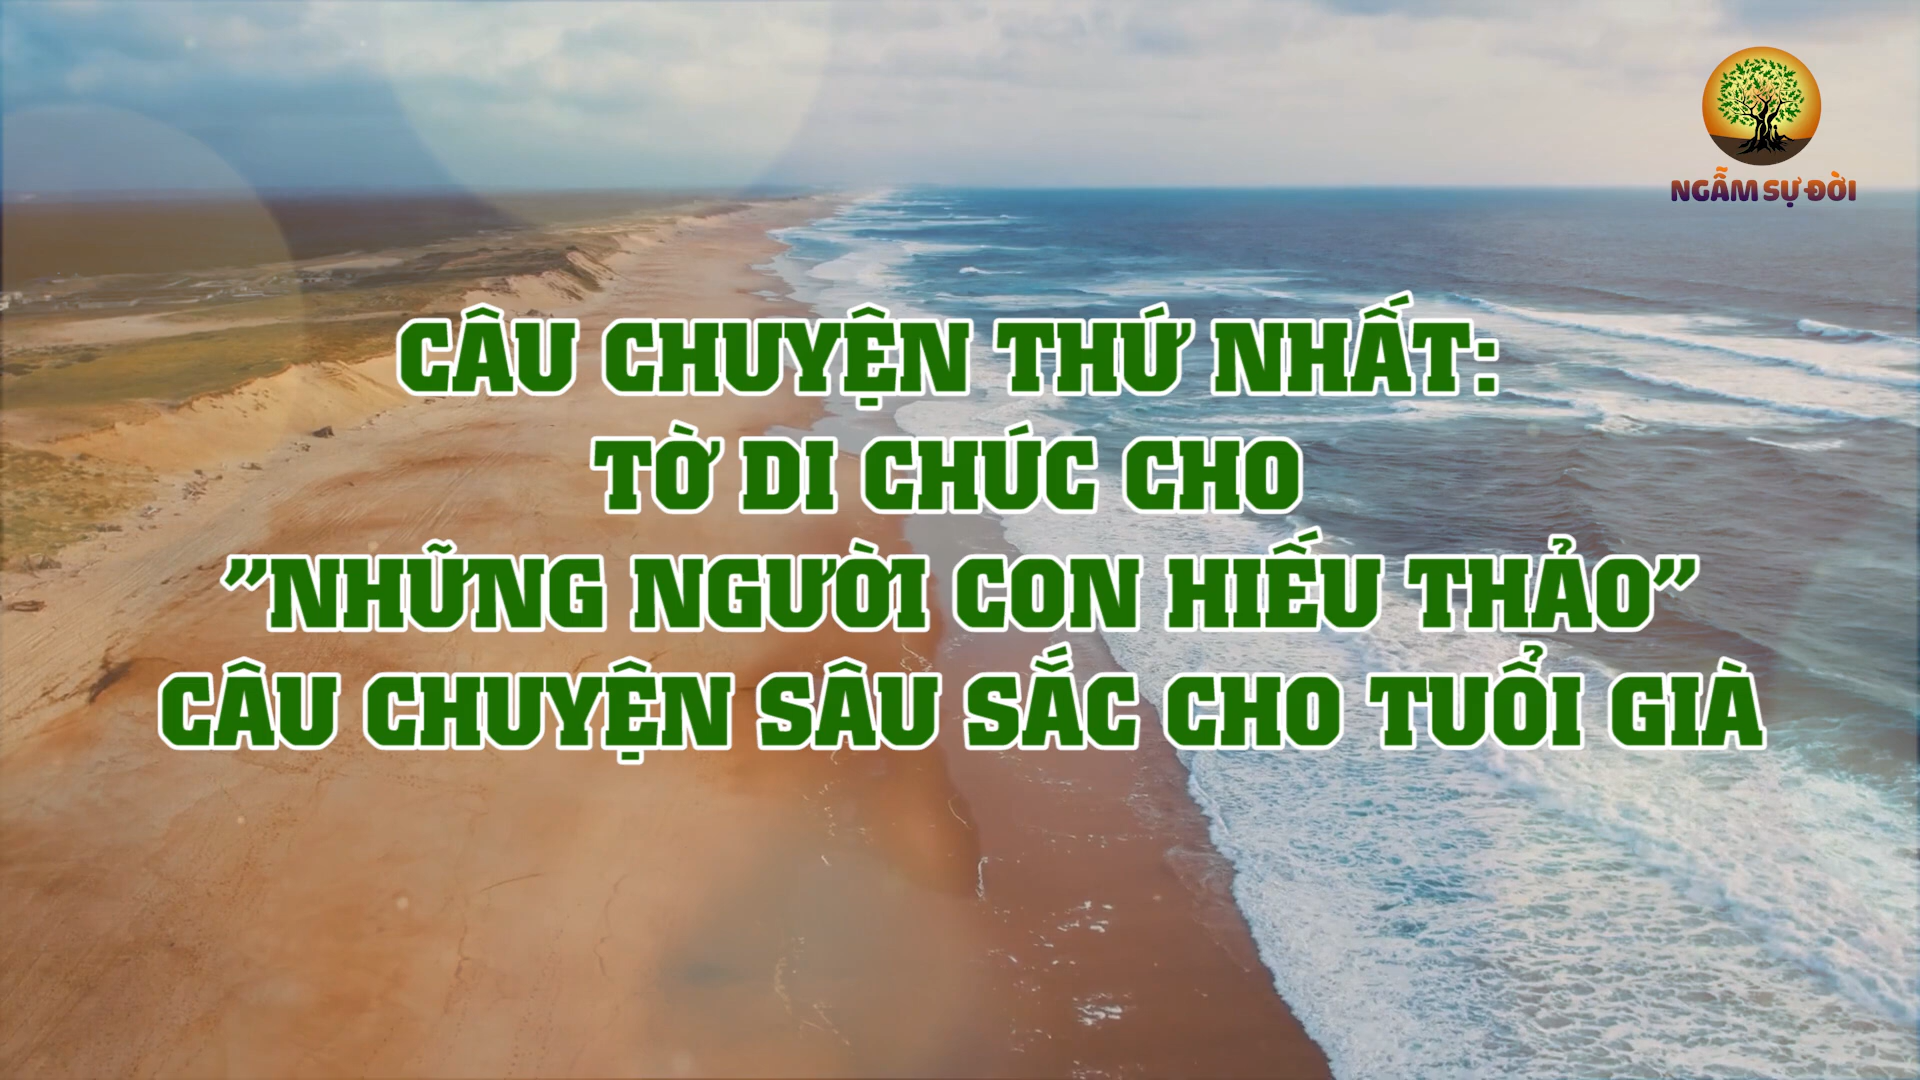 NGẪM SỰ ĐỜI
CÂU CHUYỆN THỨ NHẤT:
TỜ DI CHÚC CHO
"NHỮNG NGƯỜI CON HIẾU THẢO"
CÂU CHUYỆN SÂU SẮC CHO TUỔI GIÀ